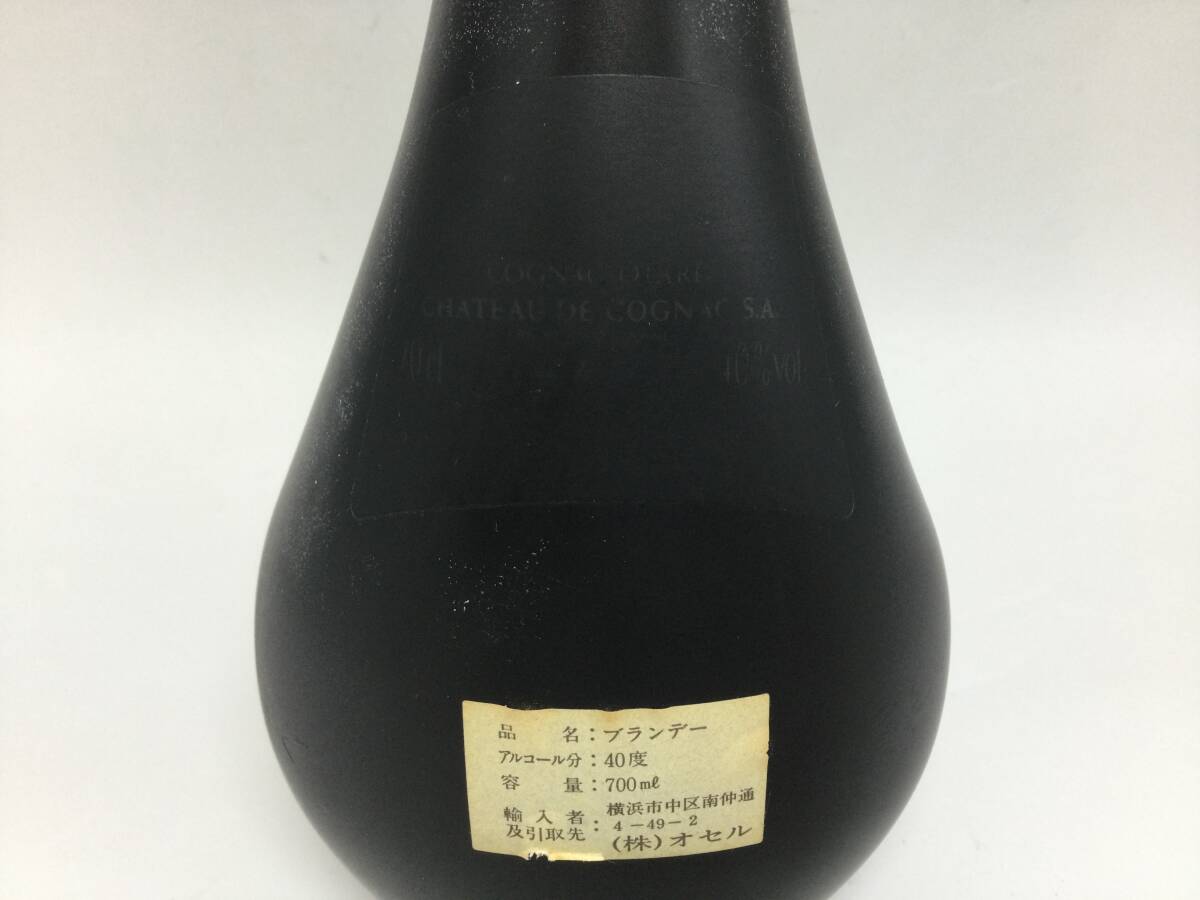 COGNAC OTARD
CHATEAU DE COGNAC S.A.
70 cl 40% vol
品 名:ブランデー
アルコール分:40度
容 量:700mℓ
輸入者 及引取先:横浜市中区南仲通
4-49-2
(株)オセル